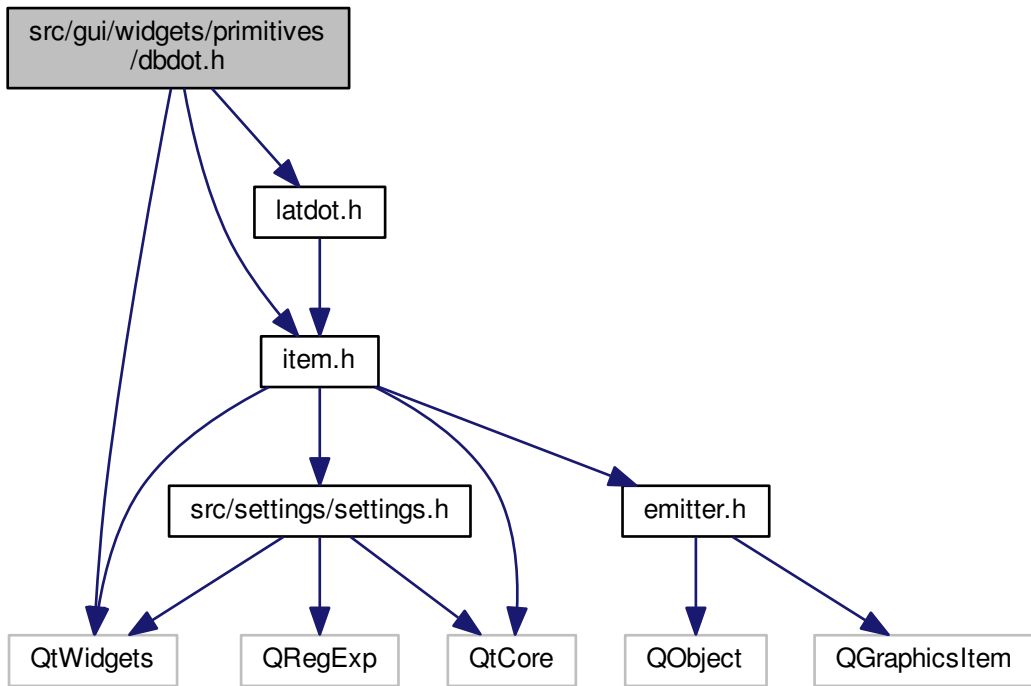 src/gui/widgets/primitives
/dbdot.h
latdot.h
item.h
src/settings/settings.h
emitter.h
QtWidgets
QRegExp
QtCore
QObject
QGraphicsItem